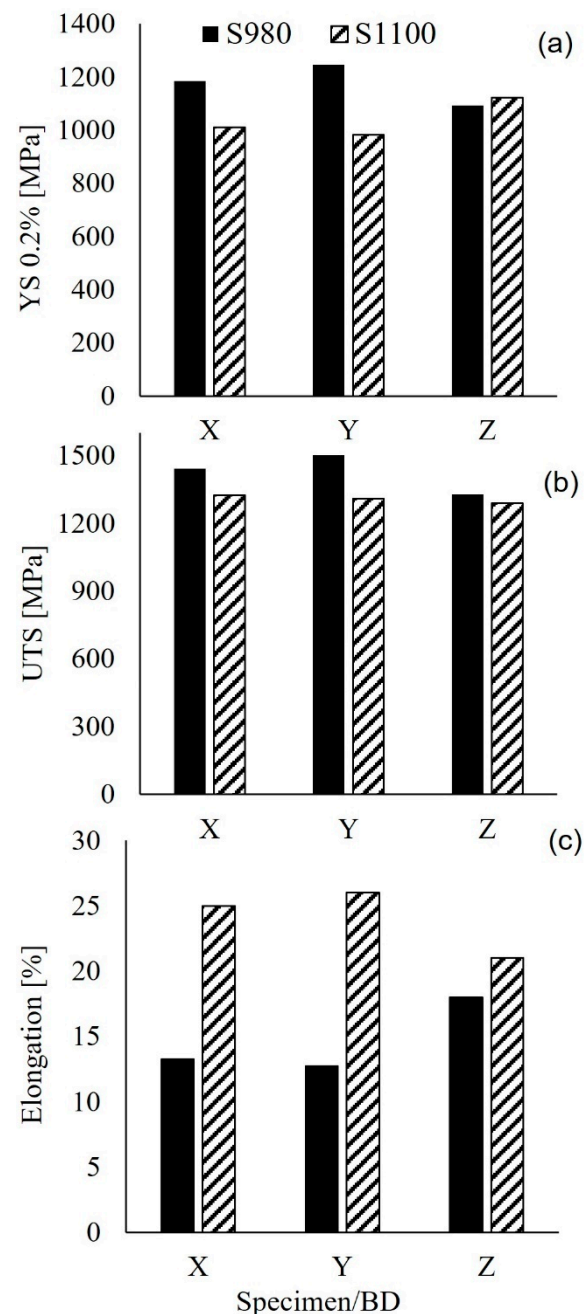 1400
S980 S1100 (a)
1200
1000
800
600
400
200
0
YS 0.2% [MPa]
X Y Z
1500 (b)
1200
900
600
300
0
UTS [MPa]
X Y Z
30 (c)
25
20
15
10
5
0
Elongation [%]
X Y Z
Specimen/BD